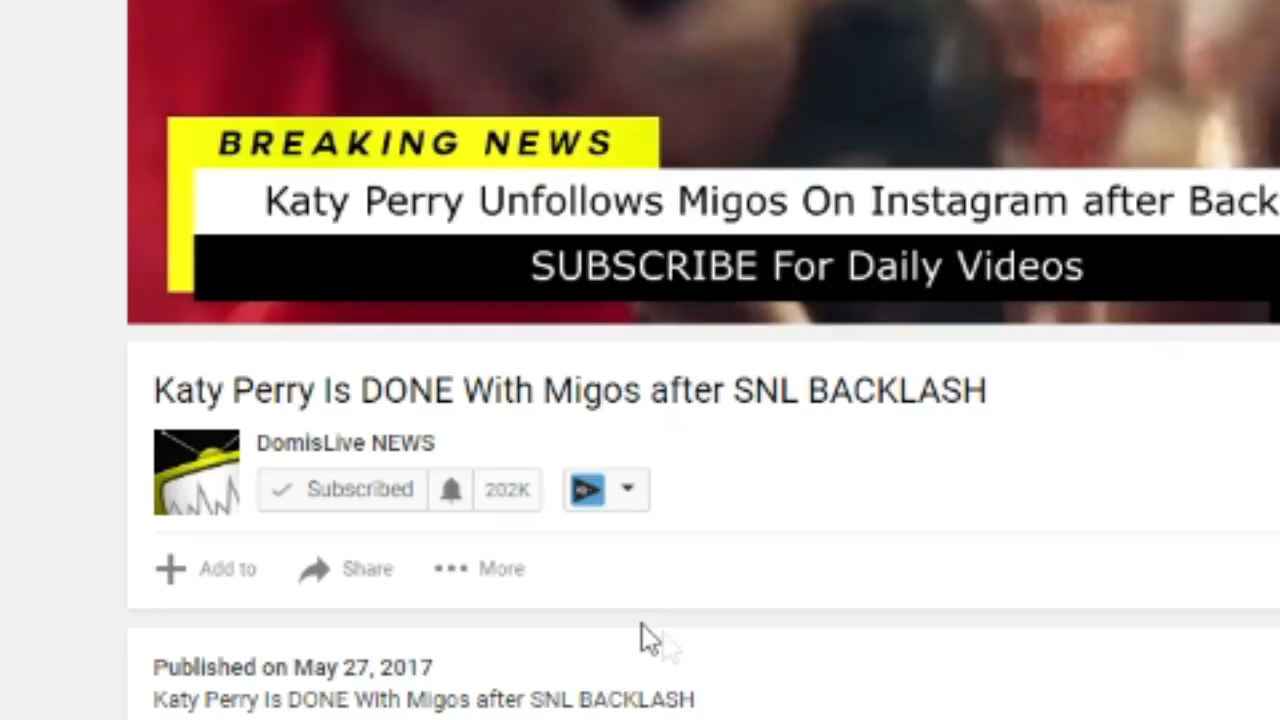 BREAKING NEWS
Katy Perry Unfollows Migos On Instagram after Back
SUBSCRIBE For Daily Videos
Katy Perry Is DONE With Migos after SNL BACKLASH
DomisLive NEWS
Subscribed 202K
Add to Share More
Published on May 27, 2017
Katy Perry Is DONE With Migos after SNL BACKLASH